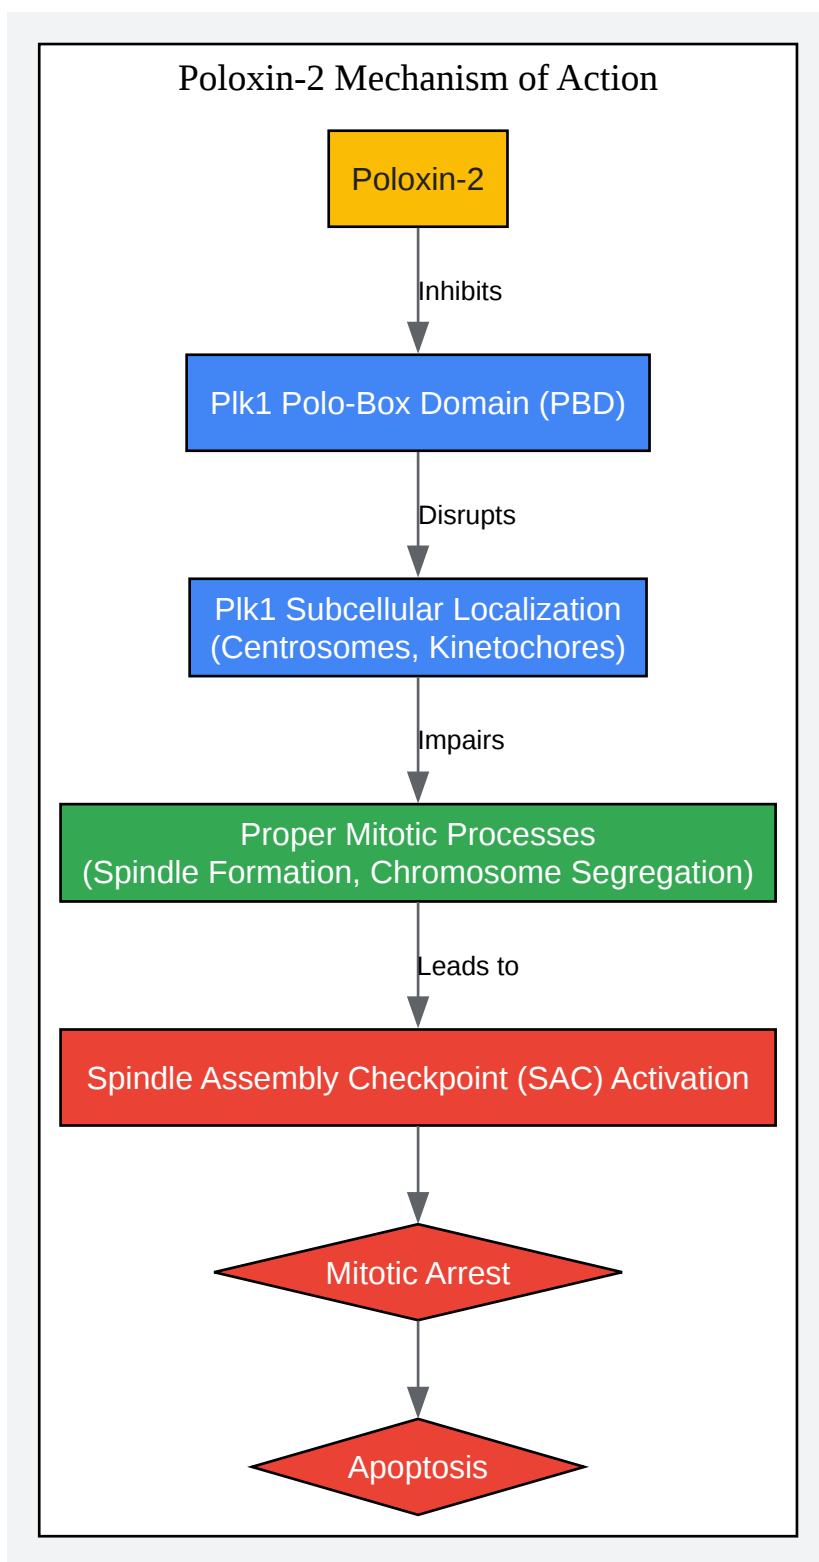 Poloxin-2 Mechanism of Action
Poloxin-2
Inhibits
Plk1 Polo-Box Domain (PBD)
Disrupts
Plk1 Subcellular Localization
(Centrosomes, Kinetochores)
Impairs
Proper Mitotic Processes
(Spindle Formation, Chromosome Segregation)
Leads to
Spindle Assembly Checkpoint (SAC) Activation
Mitotic Arrest
Apoptosis